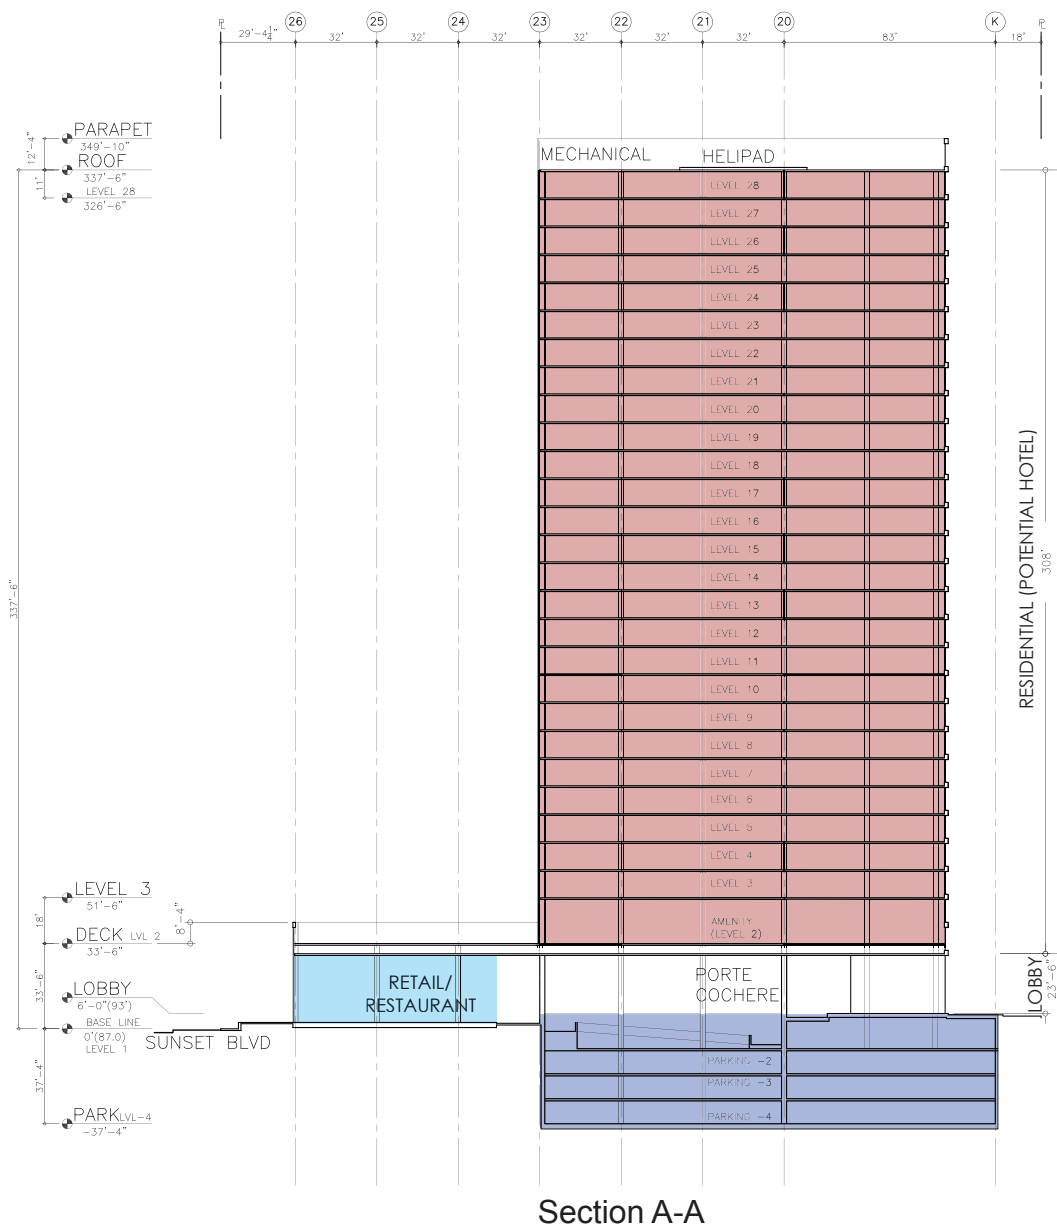 ℄ 26 25 24 23 22 21 20 K ℄
29'-4¼" 32' 32' 32' 32' 32' 32' 83' 18'
PARAPET
349'-10"
12'-4"
ROOF
337'-6"
11'
LEVEL 28
326'-6"
MECHANICAL HELIPAD
LEVEL 28
LEVEL 27
LEVEL 26
LEVEL 25
LEVEL 24
LEVEL 23
LEVEL 22
LEVEL 21
LEVEL 20
LEVEL 19
LEVEL 18
LEVEL 17
LEVEL 16
LEVEL 15
LEVEL 14
LEVEL 13
LEVEL 12
LEVEL 11
LEVEL 10
LEVEL 9
LEVEL 8
LEVEL 7
LEVEL 6
LEVEL 5
LEVEL 4
LEVEL 3
AMENITY
(LEVEL 2)
337'-6"
RESIDENTIAL (POTENTIAL HOTEL)
308'
LEVEL 3
51'-6"
18'
8'-4"
DECK LVL 2
33'-6"
33'-6"
LOBBY
6'-0"(93')
BASE LINE
0'(87.0)
LEVEL 1
SUNSET BLVD
RETAIL/
RESTAURANT
PORTE
COCHERE
LOBBY
23'-6"
37'-4"
PARKING -2
PARKING -3
PARKING -4
PARK LVL-4
-37'-4"
Section A-A